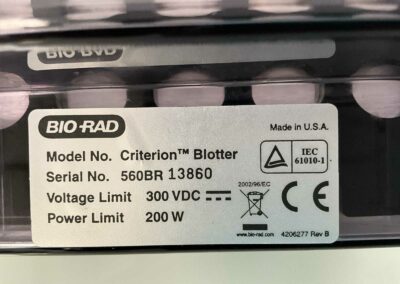 BIO-RAD
BIO-RAD
Made in U.S.A.
Model No. Criterion™ Blotter
Serial No. 560BR 13860
IEC
61010-1
Voltage Limit 300 VDC
Power Limit 200 W
2002/96/EC
CE
www.bio-rad.com
4206277 Rev B